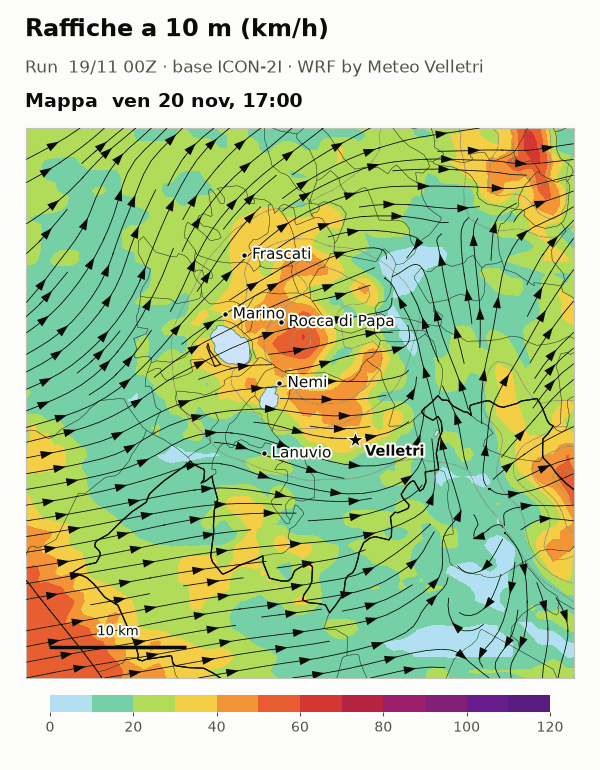 Raffiche a 10 m (km/h)
Run  19/11 00Z · base ICON-2I · WRF by Meteo Velletri
Mappa  ven 20 nov, 17:00
Frascati
Marino
Rocca di Papa
Nemi
Lanuvio
Velletri
10 km
0 20 40 60 80 100 120